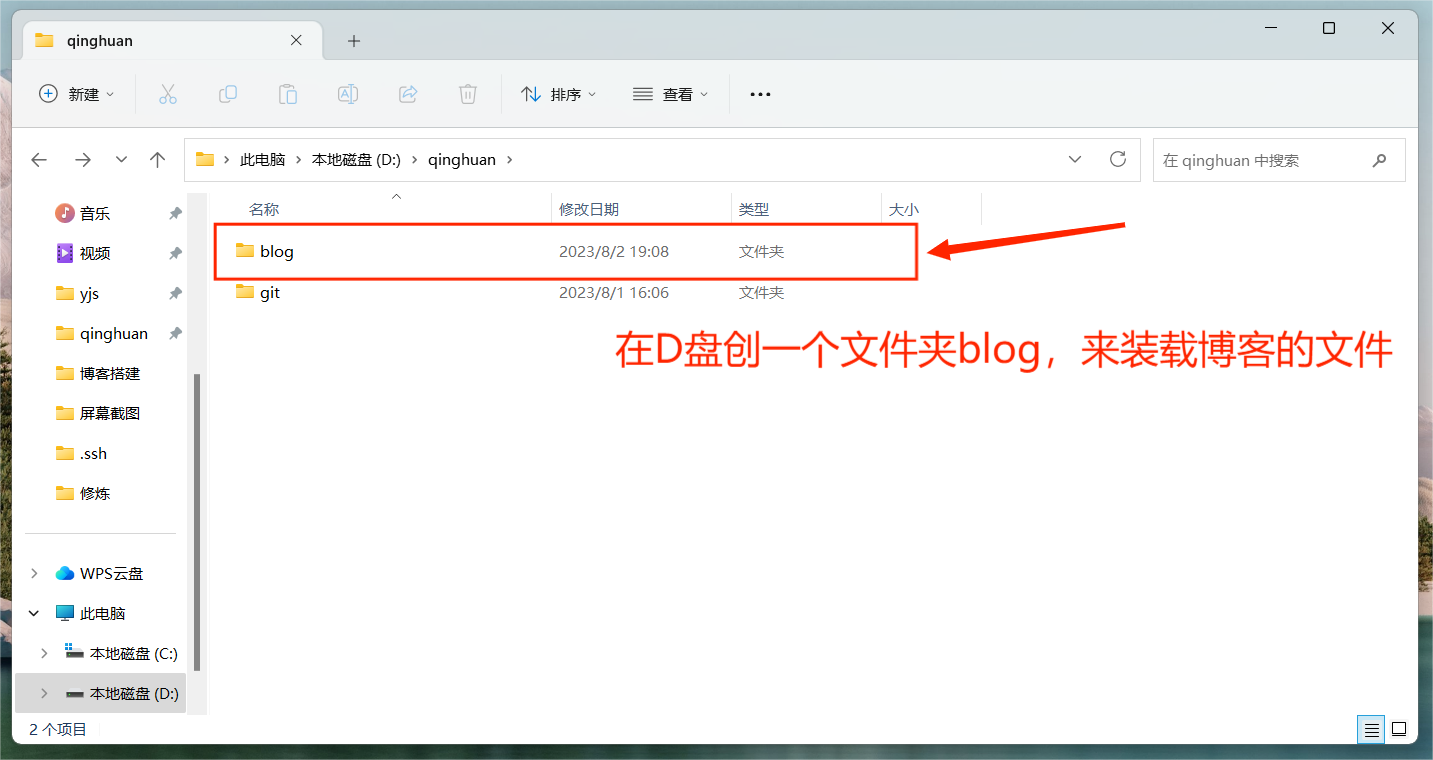 qinghuan
新建
排序
查看
此电脑
本地磁盘 (D:)
qinghuan
在 qinghuan 中搜索
名称
修改日期
类型
大小
blog
2023/8/2 19:08
文件夹
git
2023/8/1 16:06
文件夹
在D盘创一个文件夹blog，来装载博客的文件
音乐
视频
yjs
qinghuan
博客搭建
屏幕截图
.ssh
修炼
WPS云盘
此电脑
本地磁盘 (C:)
本地磁盘 (D:)
2 个项目